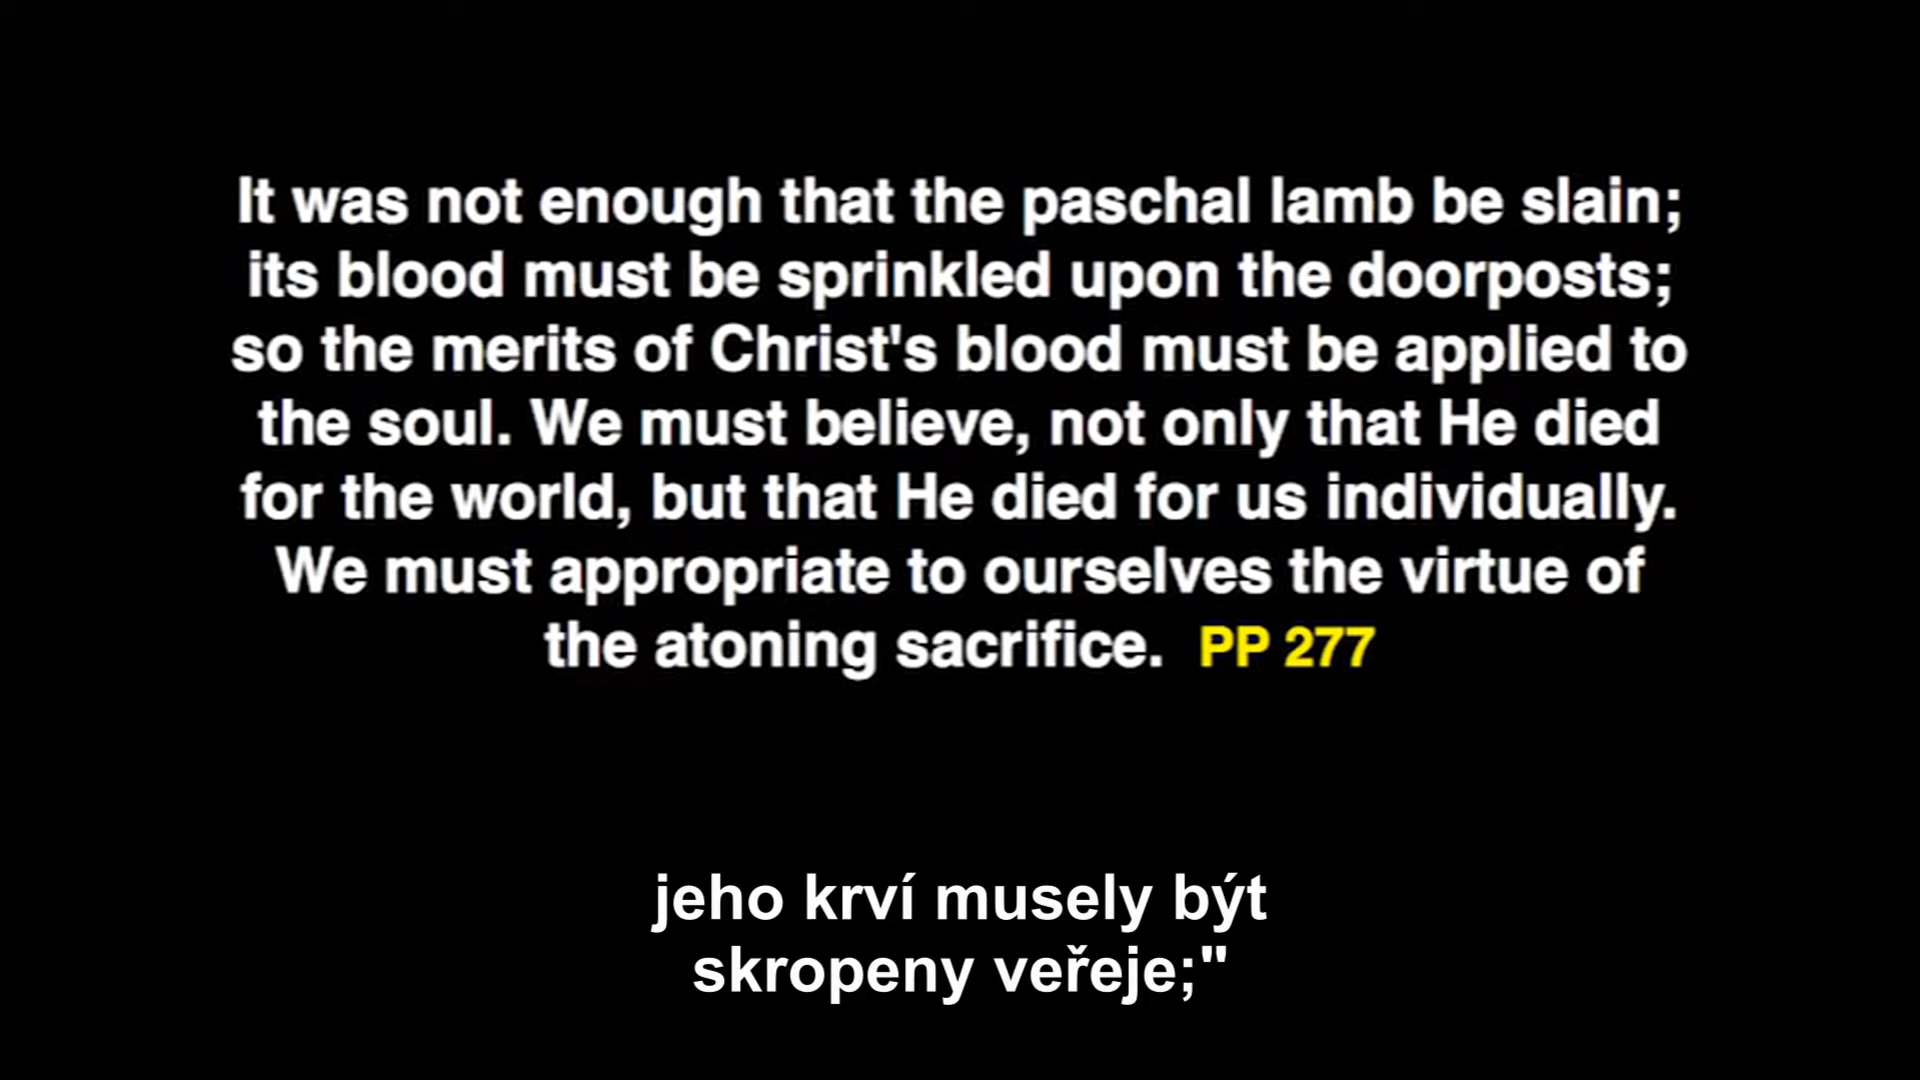 It was not enough that the paschal lamb be slain;
its blood must be sprinkled upon the doorposts;
so the merits of Christ's blood must be applied to
the soul. We must believe, not only that He died
for the world, but that He died for us individually.
We must appropriate to ourselves the virtue of
the atoning sacrifice. PP 277
jeho krví musely být
skropeny veřeje;"